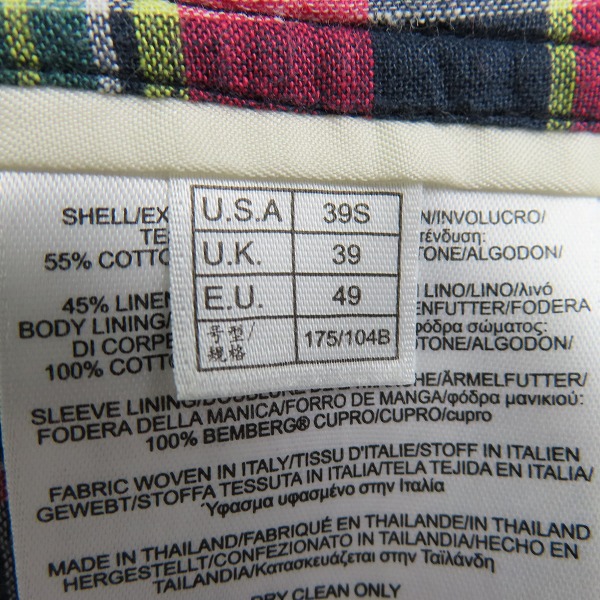 U.S.A 39S
U.K. 39
E.U. 49
号型/规格 175/104B
SHELL/EX N/INVOLUCRO/
TE τένδυση:
55% COTTO TONE/ALGODON/
45% LINEN LINO/LINO/λινό
BODY LINING/ ENFUTTER/FODERA
DI CORPE φόδρα σώματος:
100% COTTO TONE/ALGODON/
SLEEVE LINING/DOUBLURE DE HE/ÄRMELFUTTER/
FODERA DELLA MANICA/FORRO DE MANGA/φόδρα μανικιού:
100% BEMBERG® CUPRO/CUPRO/cupro
FABRIC WOVEN IN ITALY/TISSU D'ITALIE/STOFF IN ITALIEN
GEWEBT/STOFFA TESSUTA IN ITALIA/TELA TEJIDA EN ITALIA/
Ύφασμα υφασμένο στην Ιταλία
MADE IN THAILAND/FABRIQUÉ EN THAILANDE/IN THAILAND
HERGESTELLT/CONFEZIONATO IN THAILANDIA/HECHO EN
TAILANDIA/Κατασκευάζεται στην Ταϊλάνδη
DRY CLEAN ONLY